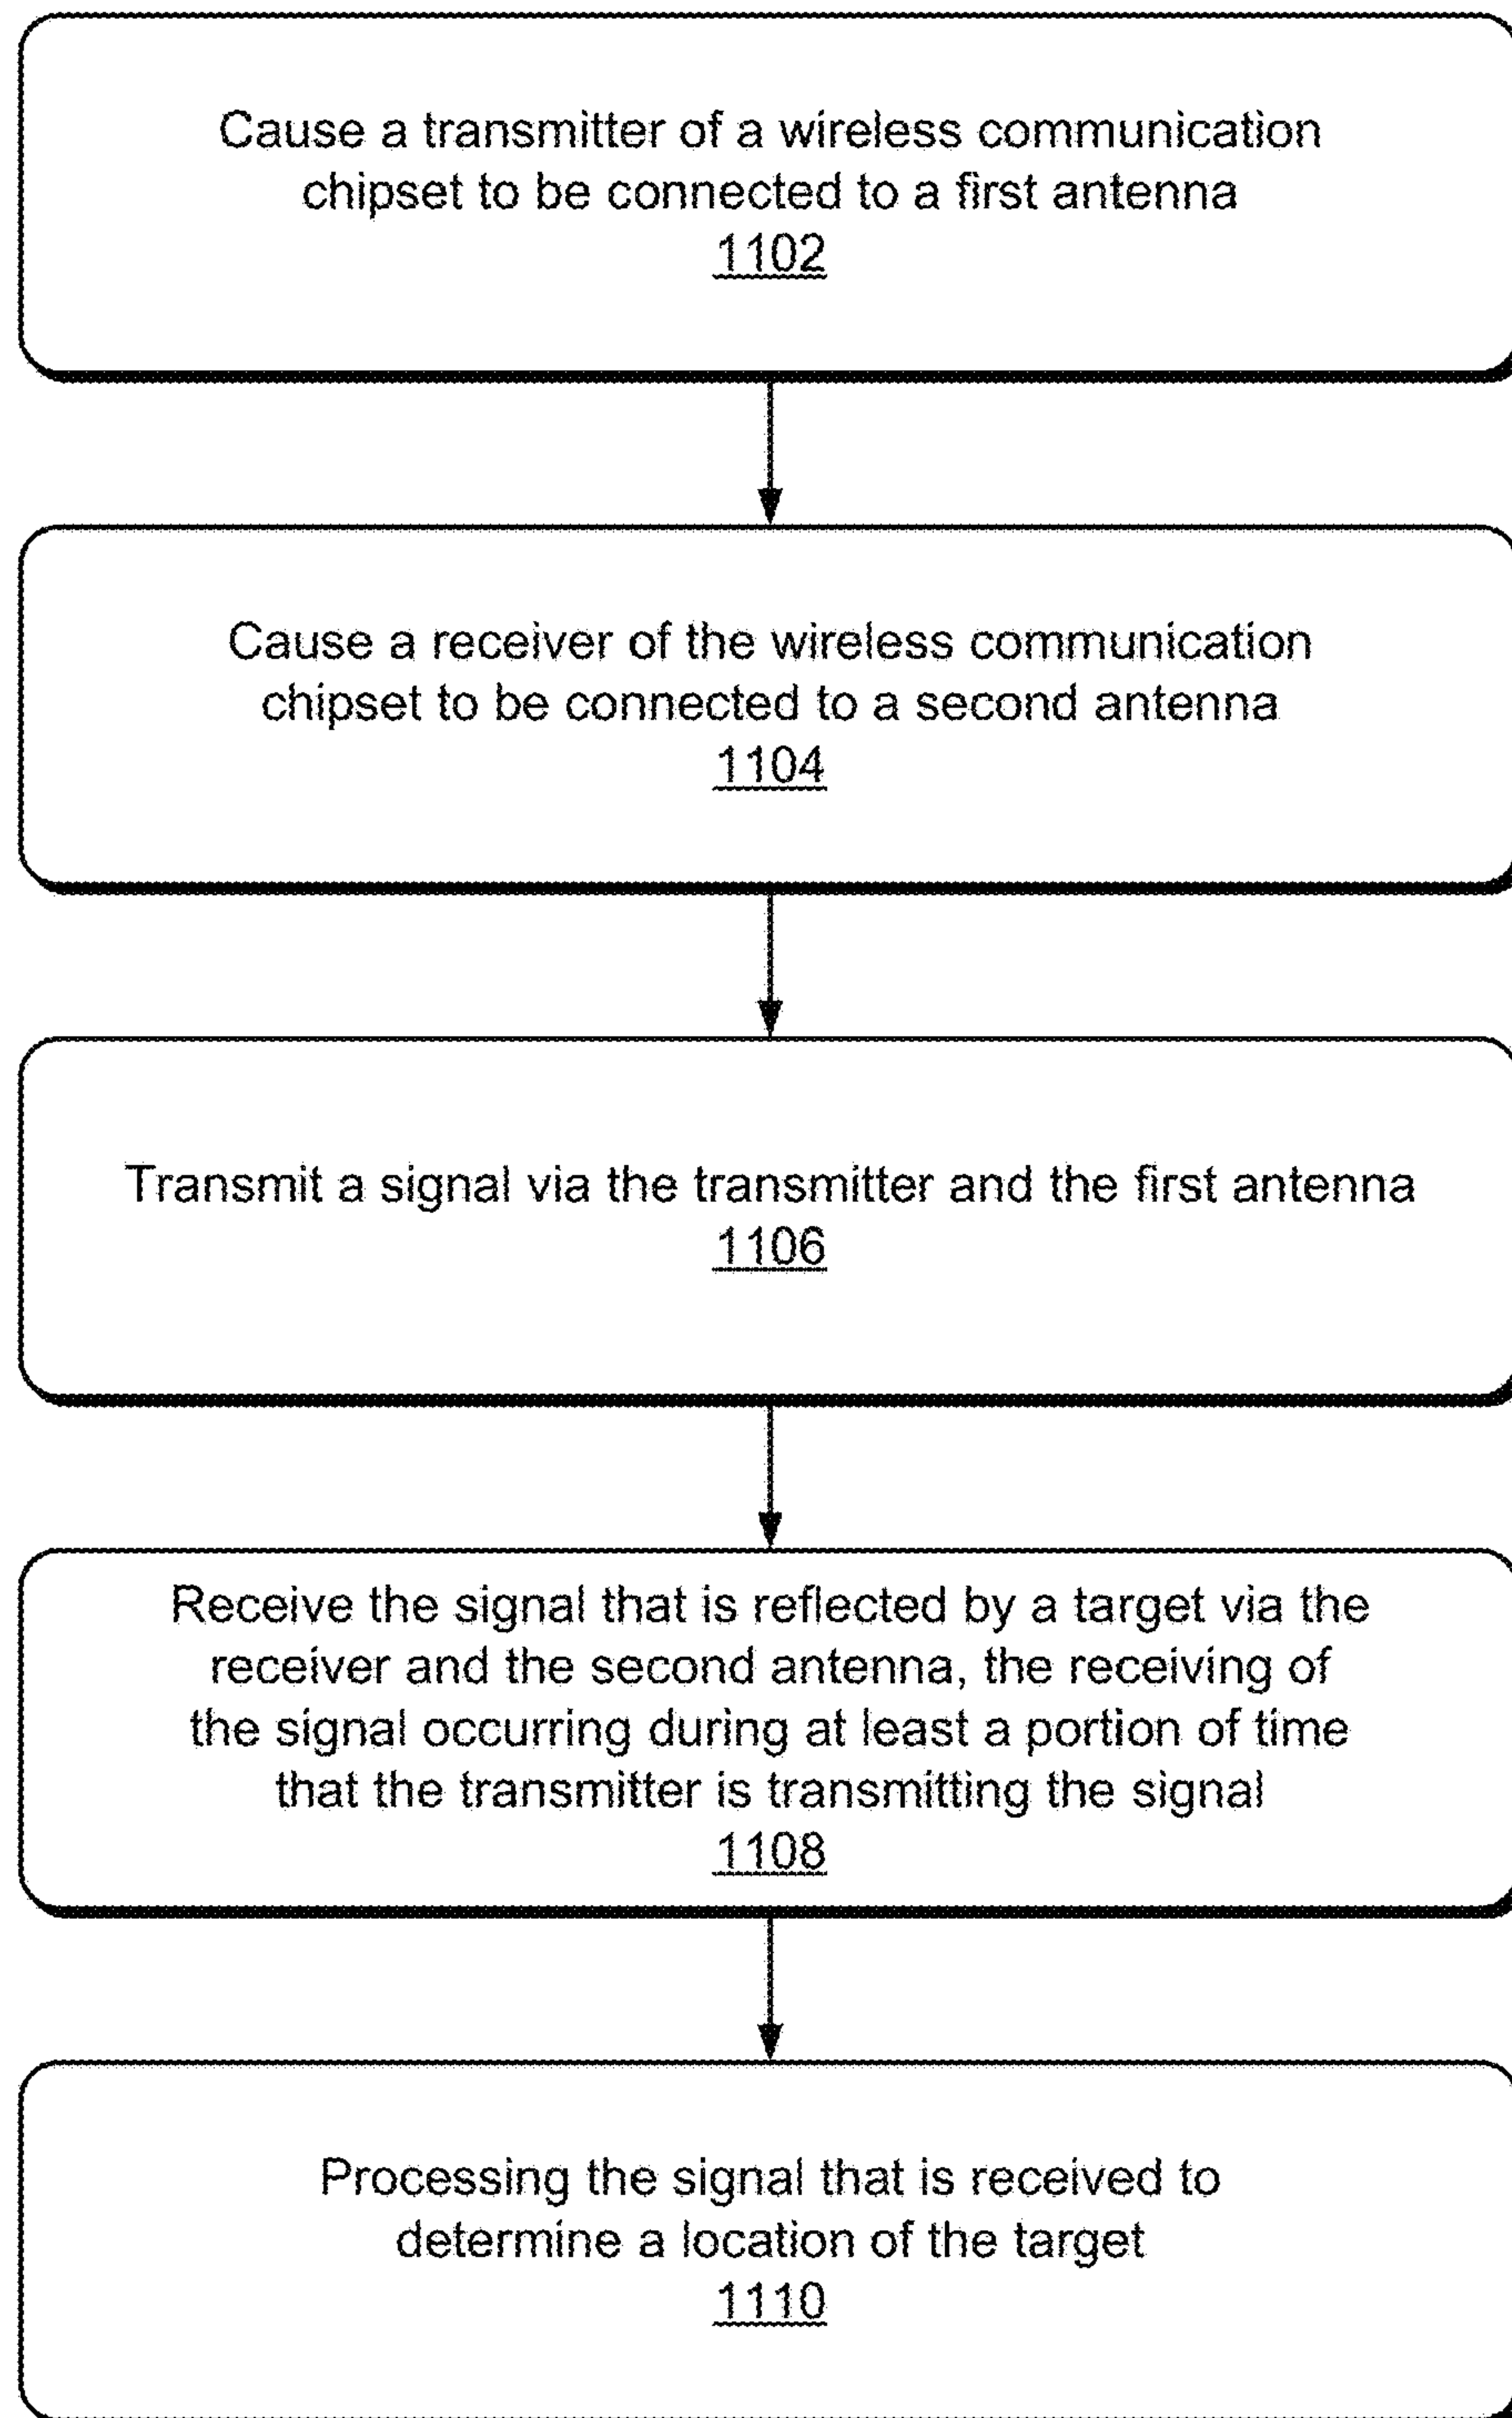 Cause a transmitter of a wireless communication
chipset to be connected to a first antenna
1102
Cause a receiver of the wireless communication
chipset to be connected to a second antenna
1104
Transmit a signal via the transmitter and the first antenna
1106
Receive the signal that is reflected by a target via the
receiver and the second antenna, the receiving of
the signal occurring during at least a portion of time
that the transmitter is transmitting the signal
1108
Processing the signal that is received to
determine a location of the target
1110